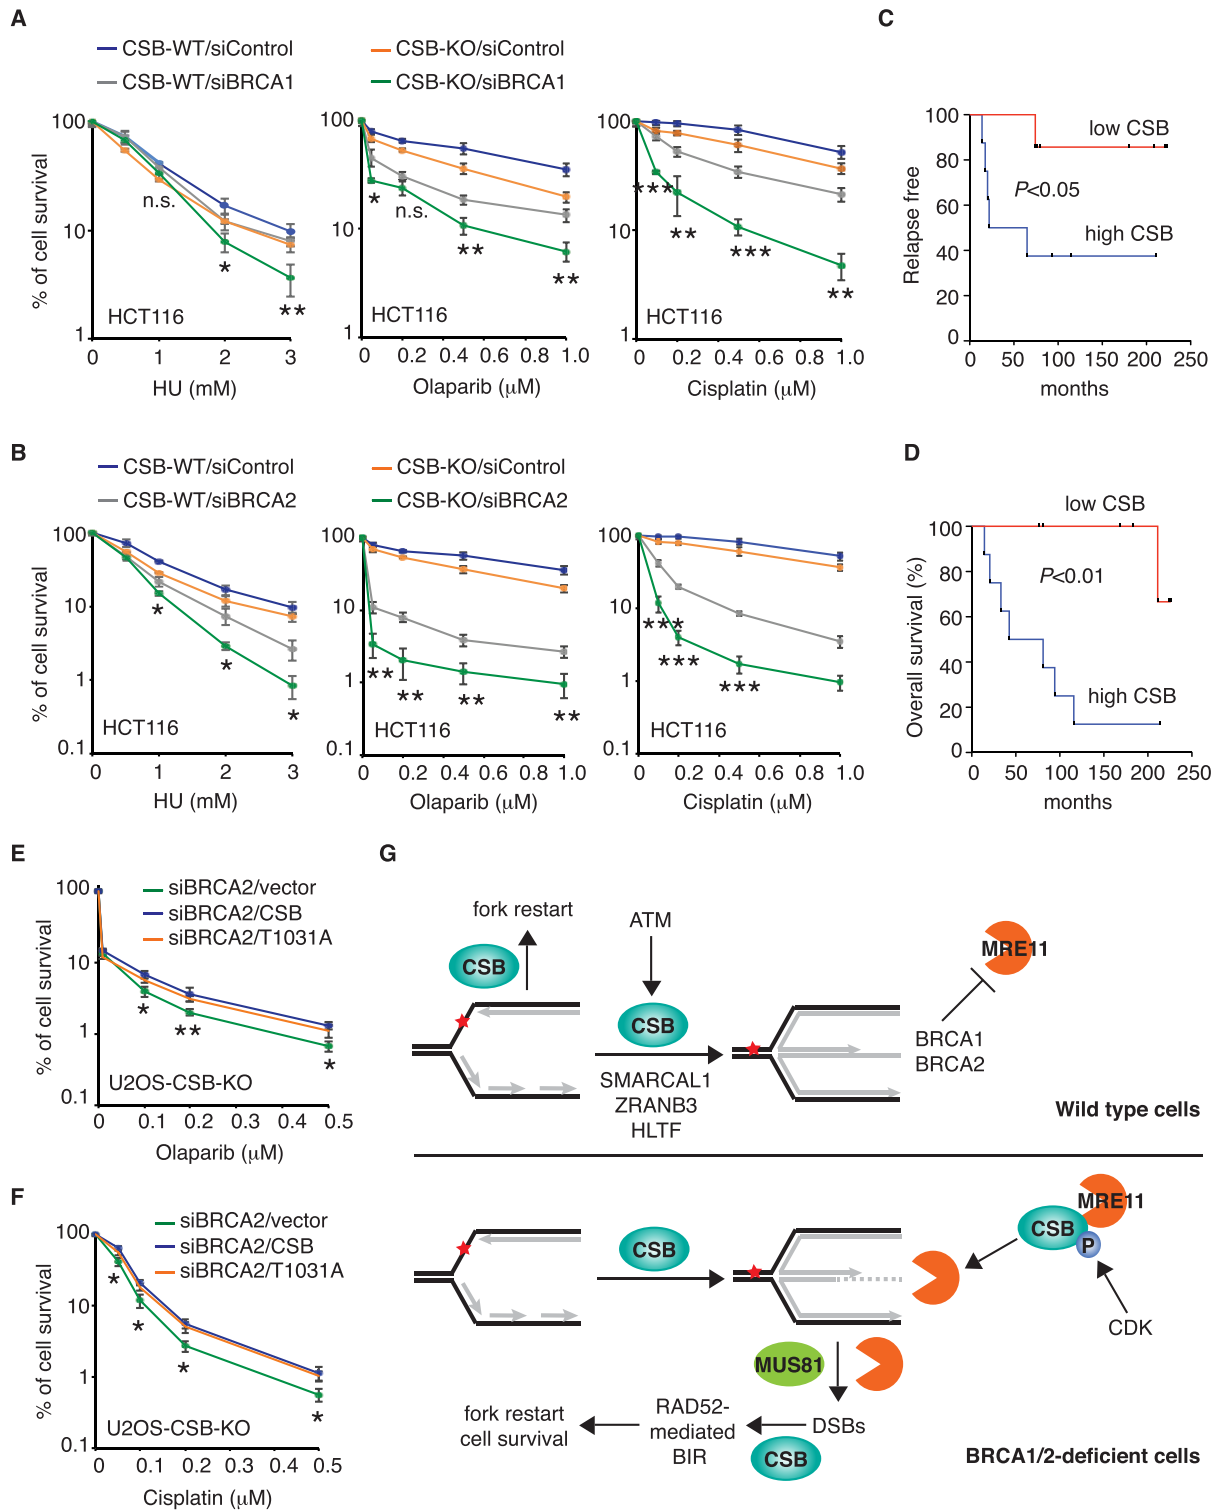 A
CSB-WT/siControl
CSB-KO/siControl
CSB-WT/siBRCA1
CSB-KO/siBRCA1
% of cell survival
100
10
1
n.s.
*
**
HCT116
0 1 2 3
HU (mM)
100
10
1
*
n.s.
**
**
HCT116
0 0.2 0.4 0.6 1.0
Olaparib (μM)
100
10
1
***
**
***
**
HCT116
0 0.2 0.4 0.6 0.8 1.0
Cisplatin (μM)
C
Relapse free
100
80
60
40
20
0
low CSB
P<0.05
high CSB
0 50 100 150 200 250
months
B
CSB-WT/siControl
CSB-KO/siControl
CSB-WT/siBRCA2
CSB-KO/siBRCA2
% of cell survival
100
10
1
0.1
*
*
*
HCT116
0 1 2 3
HU (mM)
100
10
1
0.1
**
**
**
**
HCT116
0 0.2 0.4 0.6 0.8 1.0
Olaparib (μM)
100
10
1
0.1
***
***
***
HCT116
0 0.2 0.4 0.6 0.8 1.0
Cisplatin (μM)
D
Overall survival (%)
100
80
60
40
20
0
low CSB
P<0.01
high CSB
0 50 100 150 200 250
months
E
% of cell survival
100
10
1
0.1
siBRCA2/vector
siBRCA2/CSB
siBRCA2/T1031A
*
**
*
U2OS-CSB-KO
0 0.1 0.2 0.3 0.4 0.5
Olaparib (μM)
F
% of cell survival
100
10
1
0.1
siBRCA2/vector
siBRCA2/CSB
siBRCA2/T1031A
*
*
*
*
U2OS-CSB-KO
0 0.1 0.2 0.3 0.4 0.5
Cisplatin (μM)
G
fork restart
CSB
ATM
CSB
SMARCAL1
ZRANB3
HLTF
MRE11
BRCA1
BRCA2
Wild type cells
CSB
MRE11
CSB
P
CDK
MUS81
DSBs
CSB
RAD52-
mediated
BIR
fork restart
cell survival
BRCA1/2-deficient cells